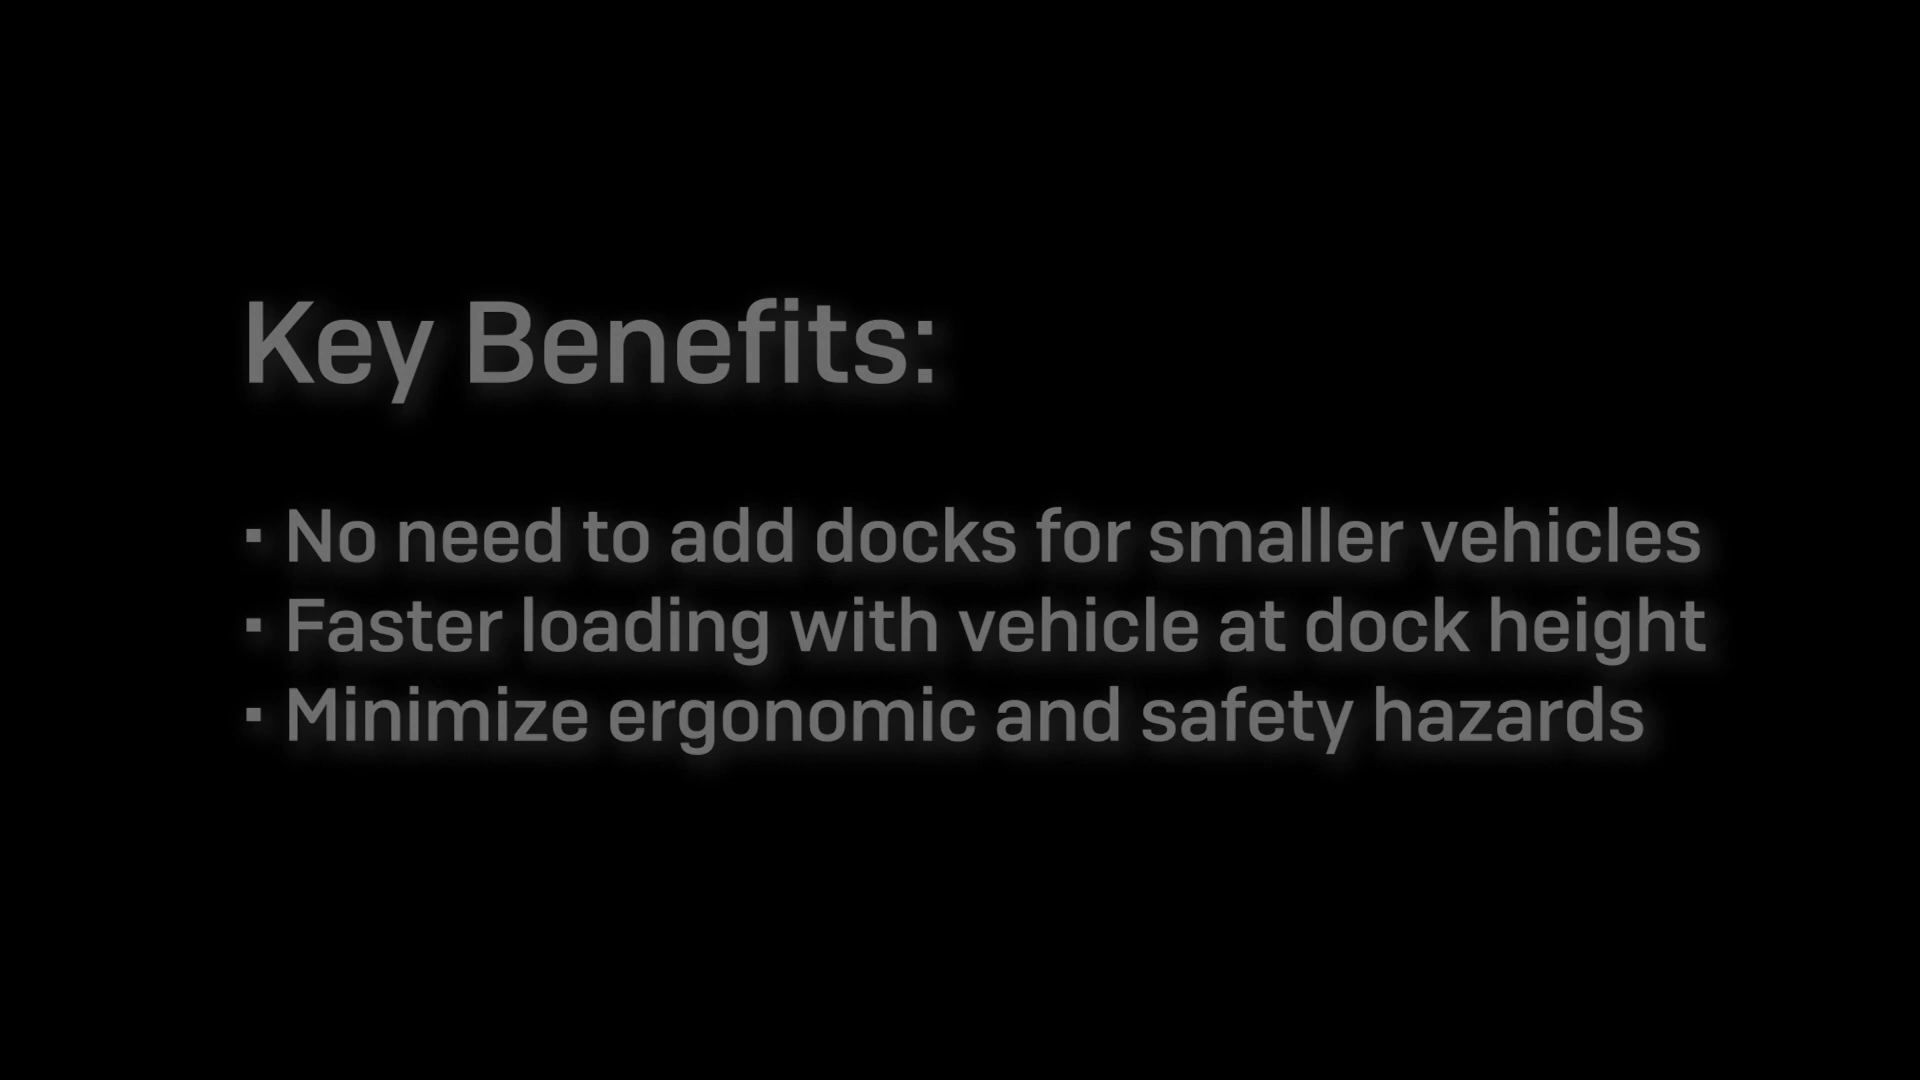 Key Benefits:
▪ No need to add docks for smaller vehicles
▪ Faster loading with vehicle at dock height
▪ Minimize ergonomic and safety hazards